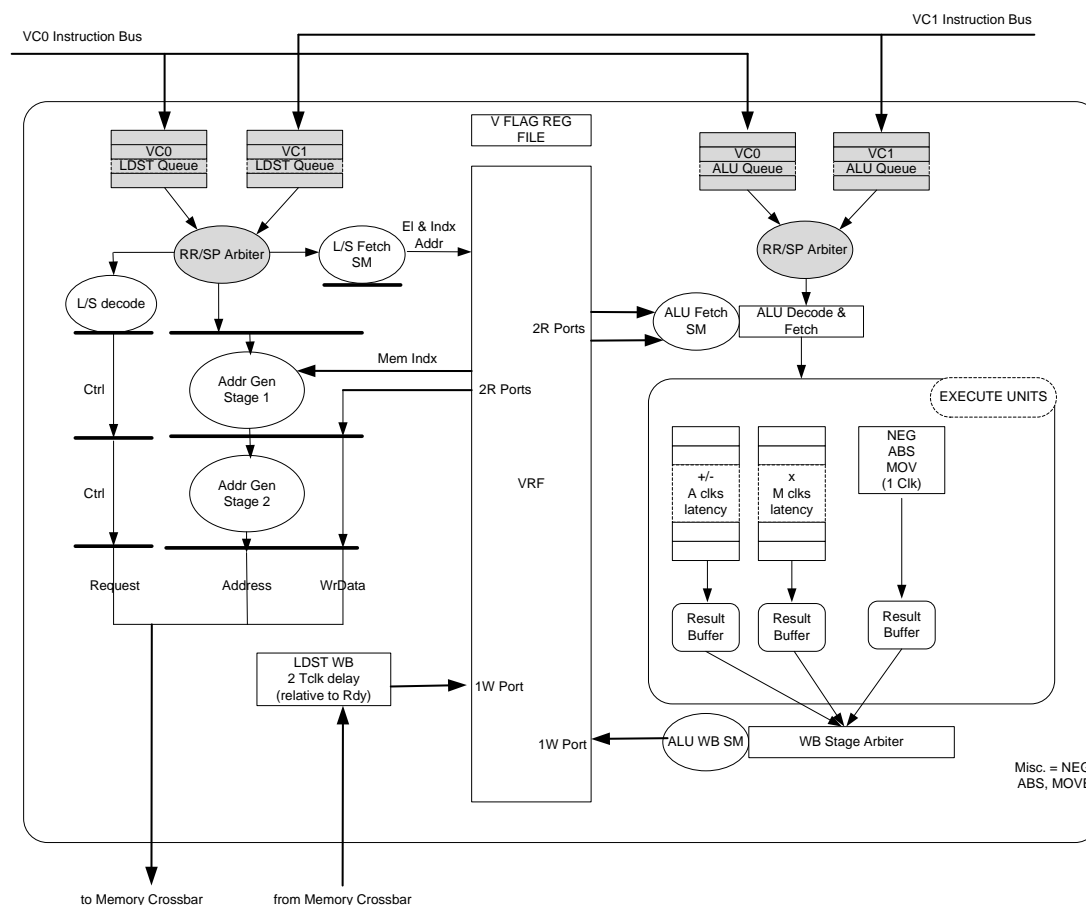 VC1 Instruction Bus
VC0 Instruction Bus
V FLAG REG
FILE
VC0
LDST Queue
VC1
LDST Queue
VC0
ALU Queue
VC1
ALU Queue
RR/SP Arbiter
L/S Fetch
SM
El & Indx
Addr
RR/SP Arbiter
L/S decode
ALU Fetch
SM
ALU Decode &
Fetch
2R Ports
Mem Indx
Addr Gen
Stage 1
2R Ports
Ctrl
EXECUTE UNITS
+/-
A clks
latency
x
M clks
latency
NEG
ABS
MOV
(1 Clk)
Ctrl
Addr Gen
Stage 2
VRF
Request
Address
WrData
Result
Buffer
Result
Buffer
Result
Buffer
LDST WB
2 Tclk delay
(relative to Rdy)
1W Port
1W Port
ALU WB SM
WB Stage Arbiter
Misc. = NEG
ABS, MOVE
to Memory Crossbar
from Memory Crossbar